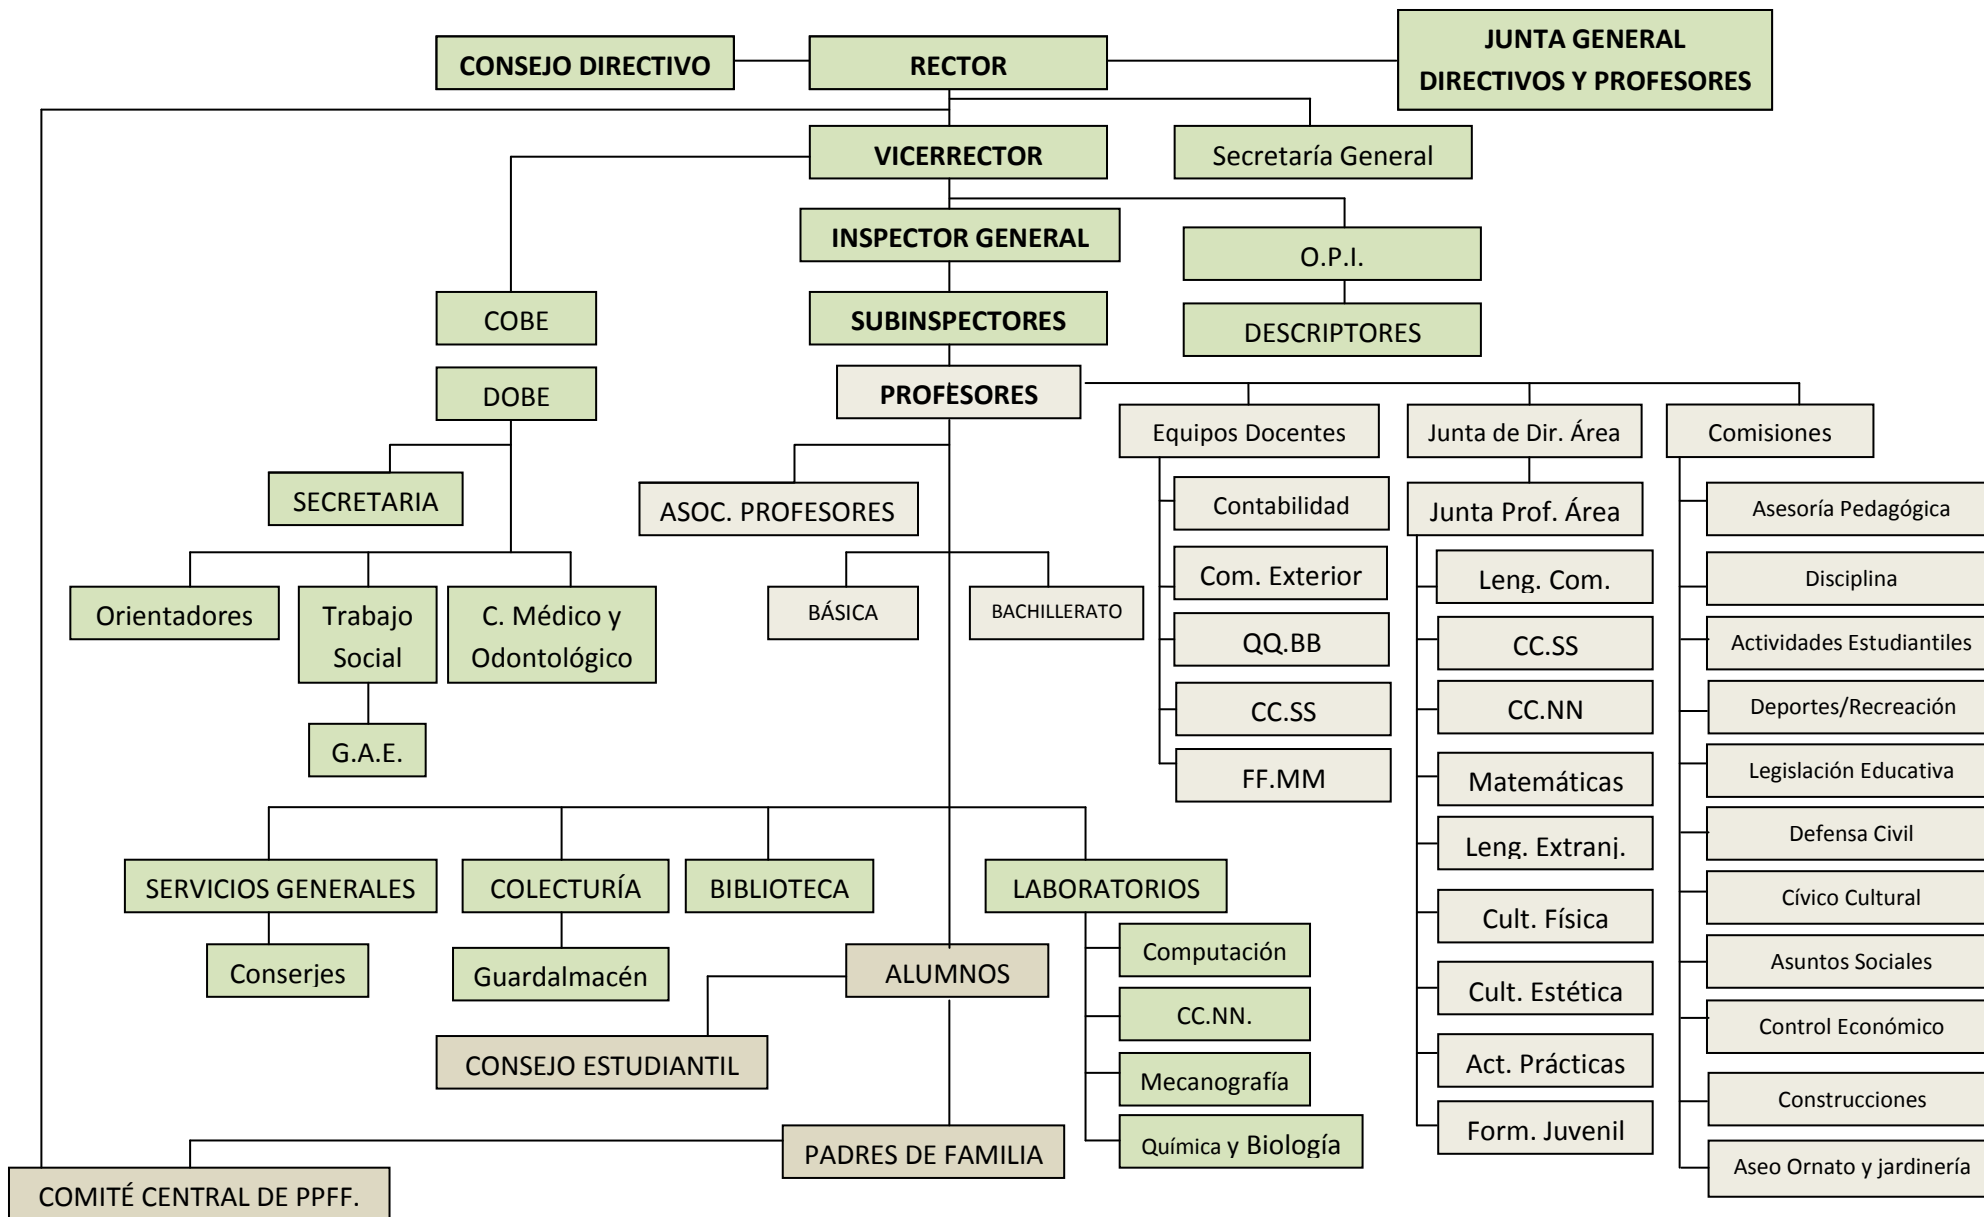 CONSEJO DIRECTIVO
RECTOR
JUNTA GENERAL
DIRECTIVOS Y PROFESORES
VICERRECTOR
Secretaría General
INSPECTOR GENERAL
O.P.I.
COBE
SUBINSPECTORES
DESCRIPTORES
DOBE
PROFESORES
Equipos Docentes
Junta de Dir. Área
Comisiones
SECRETARIA
ASOC. PROFESORES
Contabilidad
Junta Prof. Área
Asesoría Pedagógica
Orientadores
Trabajo
Social
C. Médico y
Odontológico
BÁSICA
BACHILLERATO
Com. Exterior
QQ.BB
CC.SS
FF.MM
Leng. Com.
CC.SS
CC.NN
Matemáticas
Leng. Extranj.
Cult. Física
Cult. Estética
Act. Prácticas
Form. Juvenil
Disciplina
Actividades Estudiantiles
Deportes/Recreación
Legislación Educativa
Defensa Civil
Cívico Cultural
Asuntos Sociales
Control Económico
Construcciones
Aseo Ornato y jardinería
G.A.E.
SERVICIOS GENERALES
COLECTURÍA
BIBLIOTECA
LABORATORIOS
Conserjes
Guardalmacén
ALUMNOS
Computación
CC.NN.
Mecanografía
Química y Biología
CONSEJO ESTUDIANTIL
PADRES DE FAMILIA
COMITÉ CENTRAL DE PPFF.